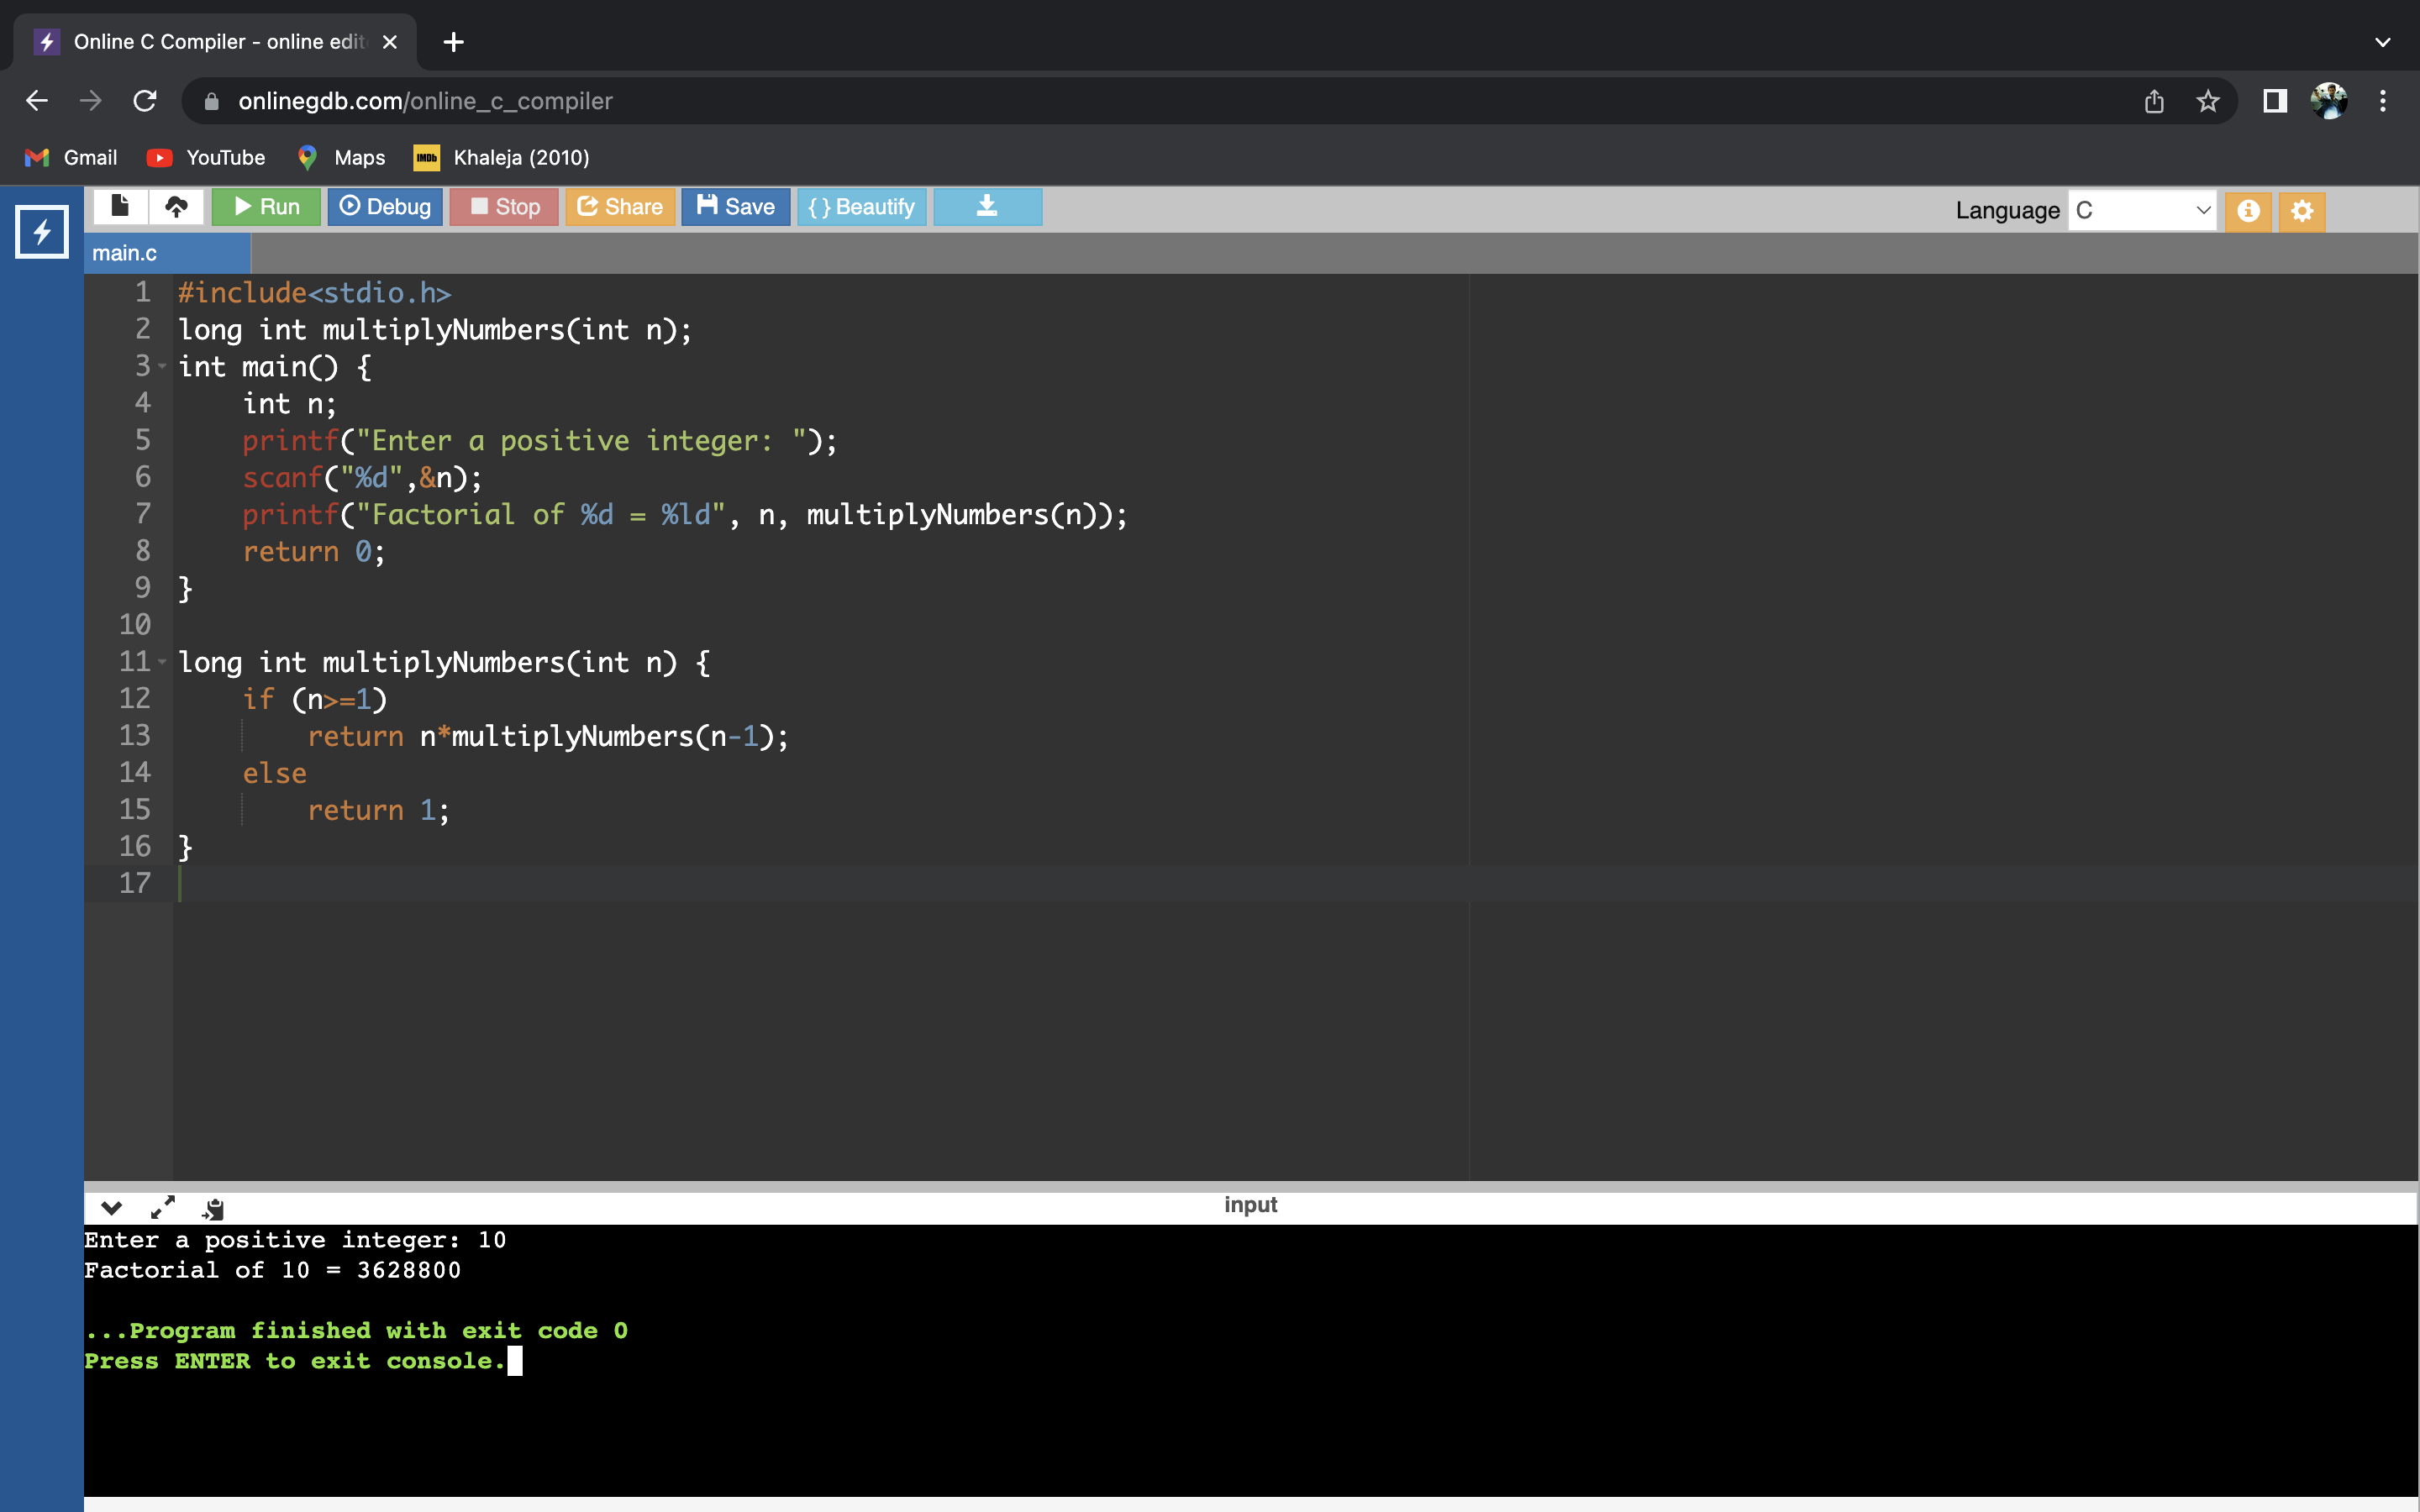 Online C Compiler - online edit
onlinegdb.com/online_c_compiler
Gmail YouTube Maps IMDb Khaleja (2010)
Run Debug Stop Share Save {} Beautify Language C
main.c
1 #include<stdio.h>
2 long int multiplyNumbers(int n);
3 int main() {
4     int n;
5     printf("Enter a positive integer: ");
6     scanf("%d",&n);
7     printf("Factorial of %d = %ld", n, multiplyNumbers(n));
8     return 0;
9 }
10
11 long int multiplyNumbers(int n) {
12     if (n>=1)
13         return n*multiplyNumbers(n-1);
14     else
15         return 1;
16 }
17
input
Enter a positive integer: 10
Factorial of 10 = 3628800
...Program finished with exit code 0
Press ENTER to exit console.